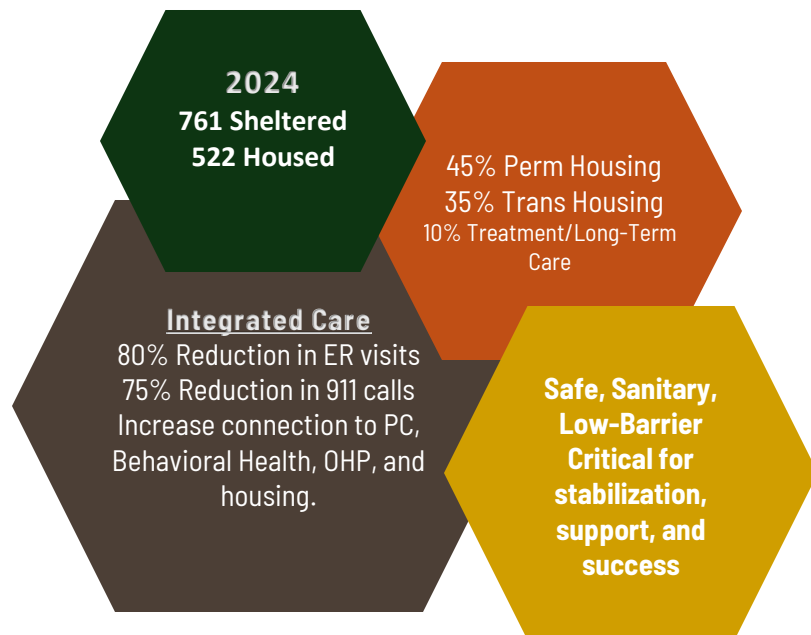 2024
761 Sheltered
522 Housed
45% Perm Housing
35% Trans Housing
10% Treatment/Long-Term
Care
Integrated Care
80% Reduction in ER visits
75% Reduction in 911 calls
Increase connection to PC,
Behavioral Health, OHP, and
housing.
Safe, Sanitary,
Low-Barrier
Critical for
stabilization,
support, and
success